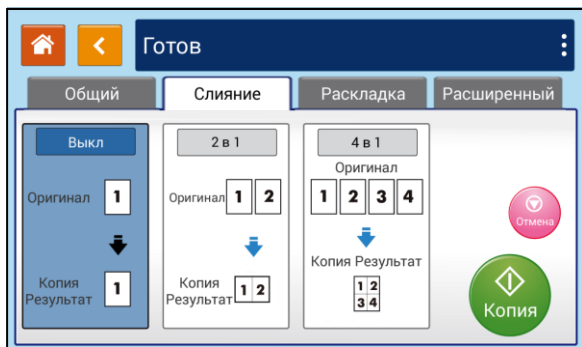 Готов
Общий
Слияние
Раскладка
Расширенный
Выкл
Оригинал
1
Копия
Результат
1
2 в 1
Оригинал
1 2
Копия
Результат
1 2
4 в 1
Оригинал
1 2 3 4
Копия Результат
1 2
3 4
Отмена
Копия